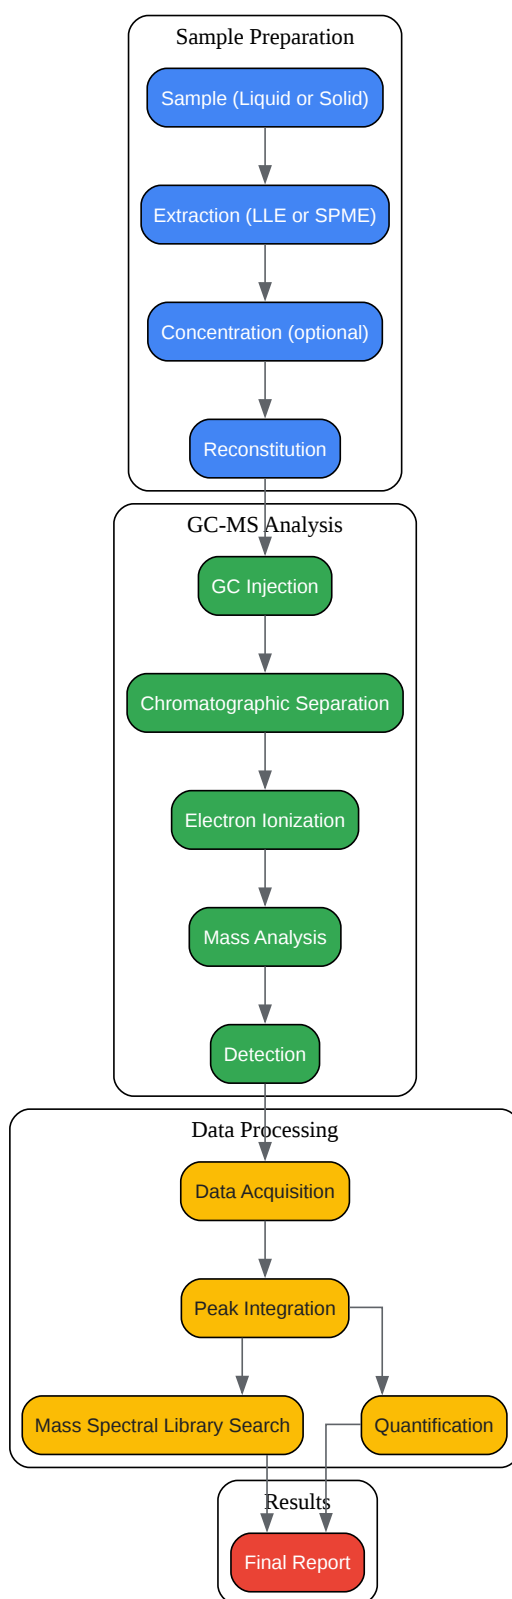 Sample Preparation
Sample (Liquid or Solid)
Extraction (LLE or SPME)
Concentration (optional)
Reconstitution
GC-MS Analysis
GC Injection
Chromatographic Separation
Electron Ionization
Mass Analysis
Detection
Data Processing
Data Acquisition
Peak Integration
Mass Spectral Library Search
Quantification
Results
Final Report